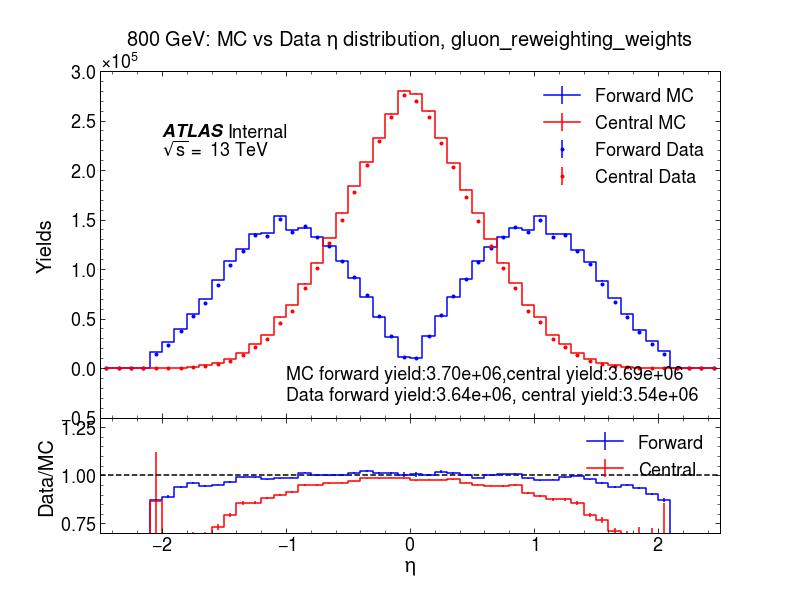 800 GeV: MC vs Data η distribution, gluon_reweighting_weights
×10⁵
3.0
2.5
2.0
1.5
1.0
0.5
0.0
0.5
Yields
ATLAS Internal
√s = 13 TeV
Forward MC
Central MC
Forward Data
Central Data
MC forward yield:3.70e+06,central yield:3.69e+06
Data forward yield:3.64e+06, central yield:3.54e+06
1.25
1.00
0.75
Data/MC
Forward
Central
−2 −1 0 1 2
η